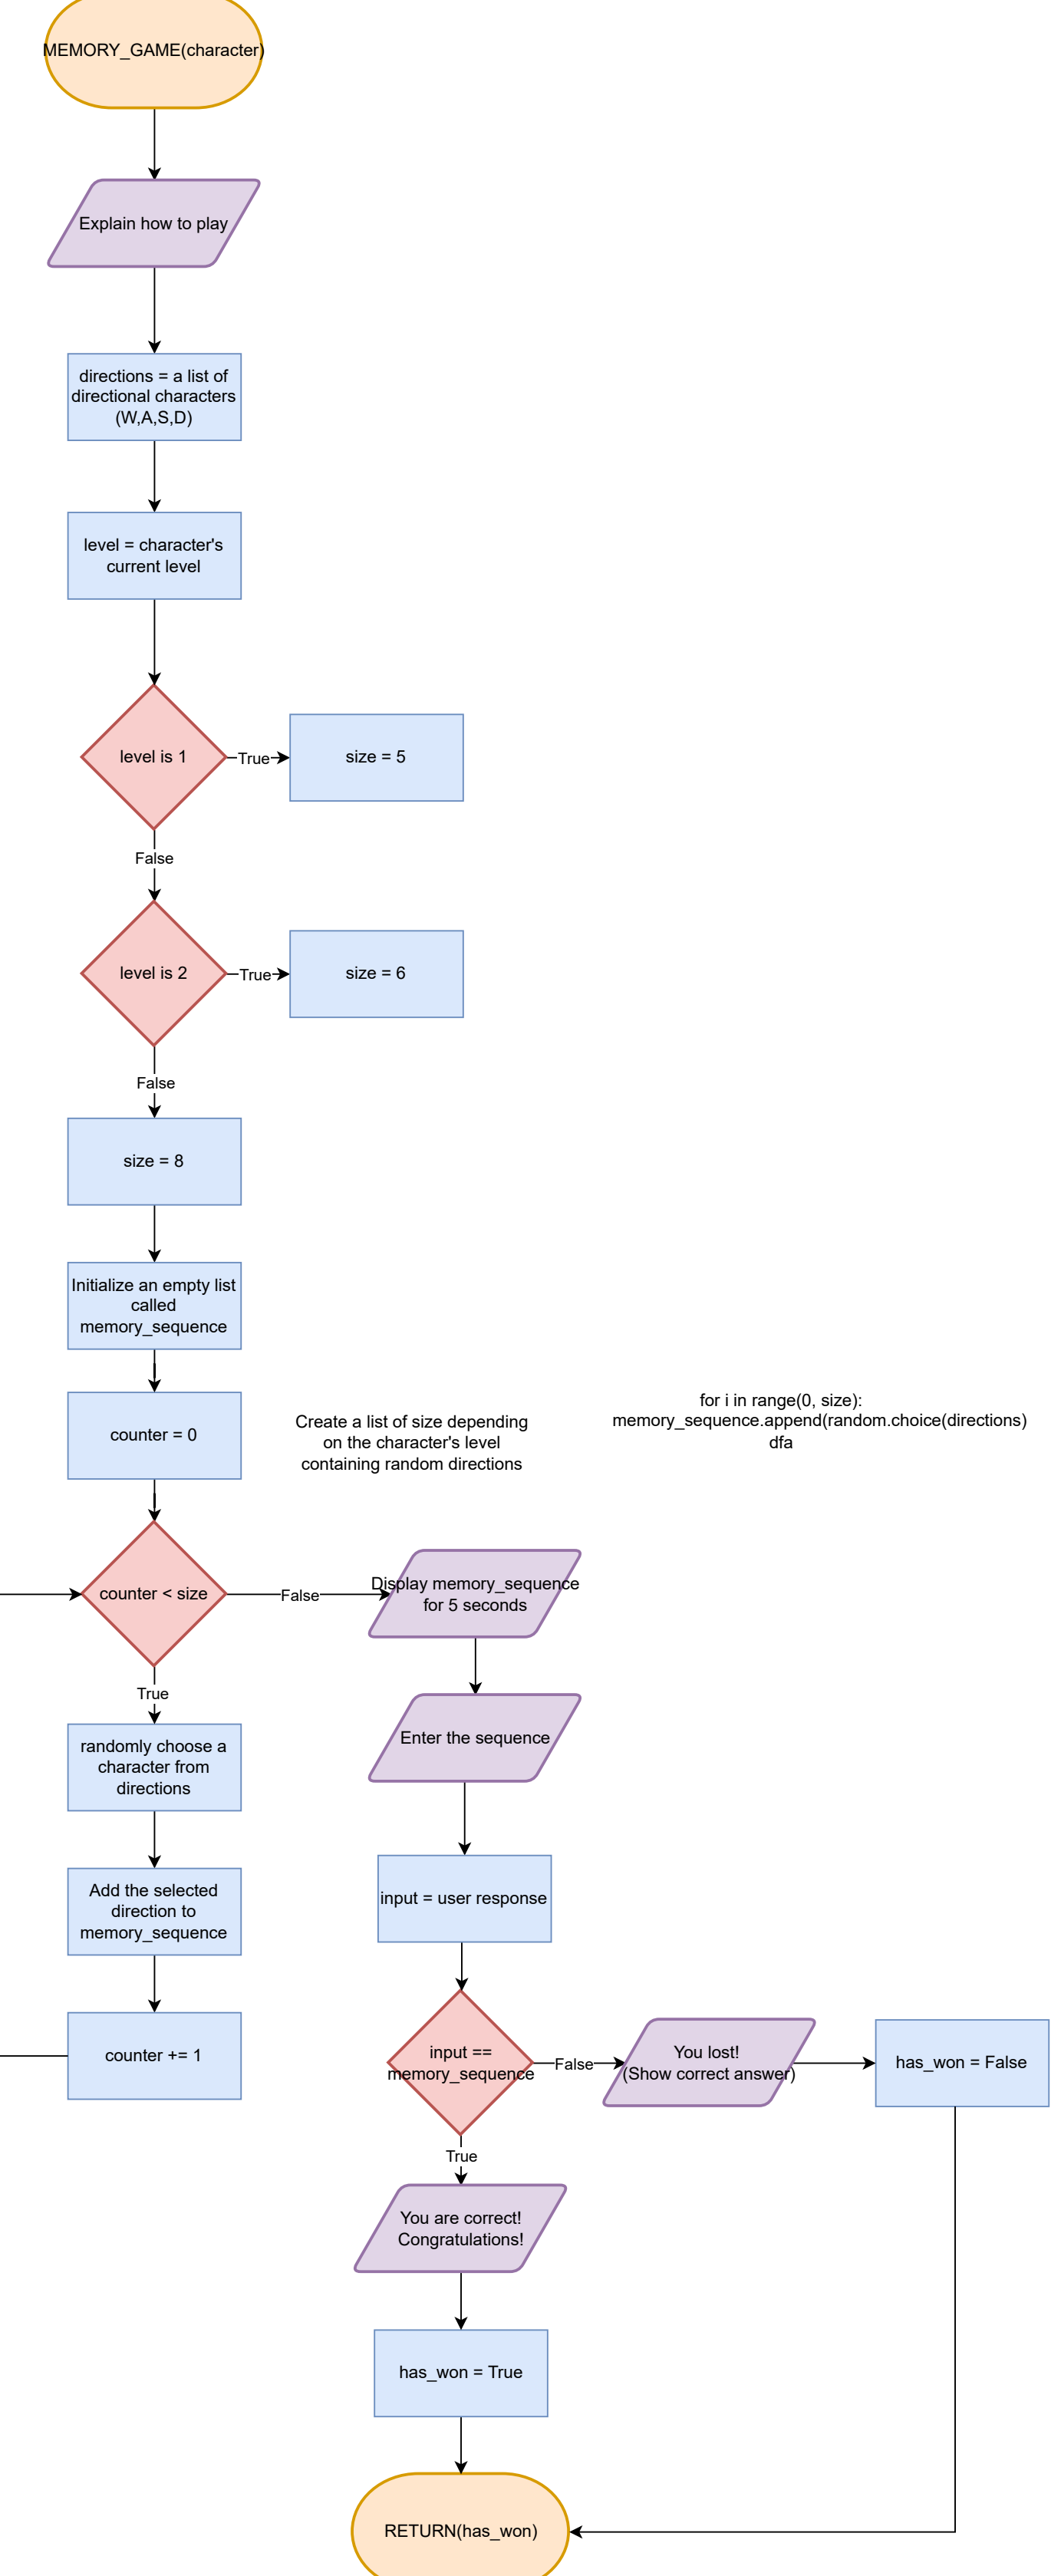 MEMORY_GAME(character)
Explain how to play
directions = a list of
directional characters
(W,A,S,D)
level = character's
current level
level is 1
True
size = 5
False
level is 2
True
size = 6
False
size = 8
Initialize an empty list
called
memory_sequence
counter = 0
Create a list of size depending
on the character's level
containing random directions
for i in range(0, size):
memory_sequence.append(random.choice(directions)
dfa
counter < size
False
Display memory_sequence
for 5 seconds
True
Enter the sequence
randomly choose a
character from
directions
input = user response
Add the selected
direction to
memory_sequence
counter += 1
input ==
memory_sequence
False
You lost!
(Show correct answer)
has_won = False
True
You are correct!
Congratulations!
has_won = True
RETURN(has_won)